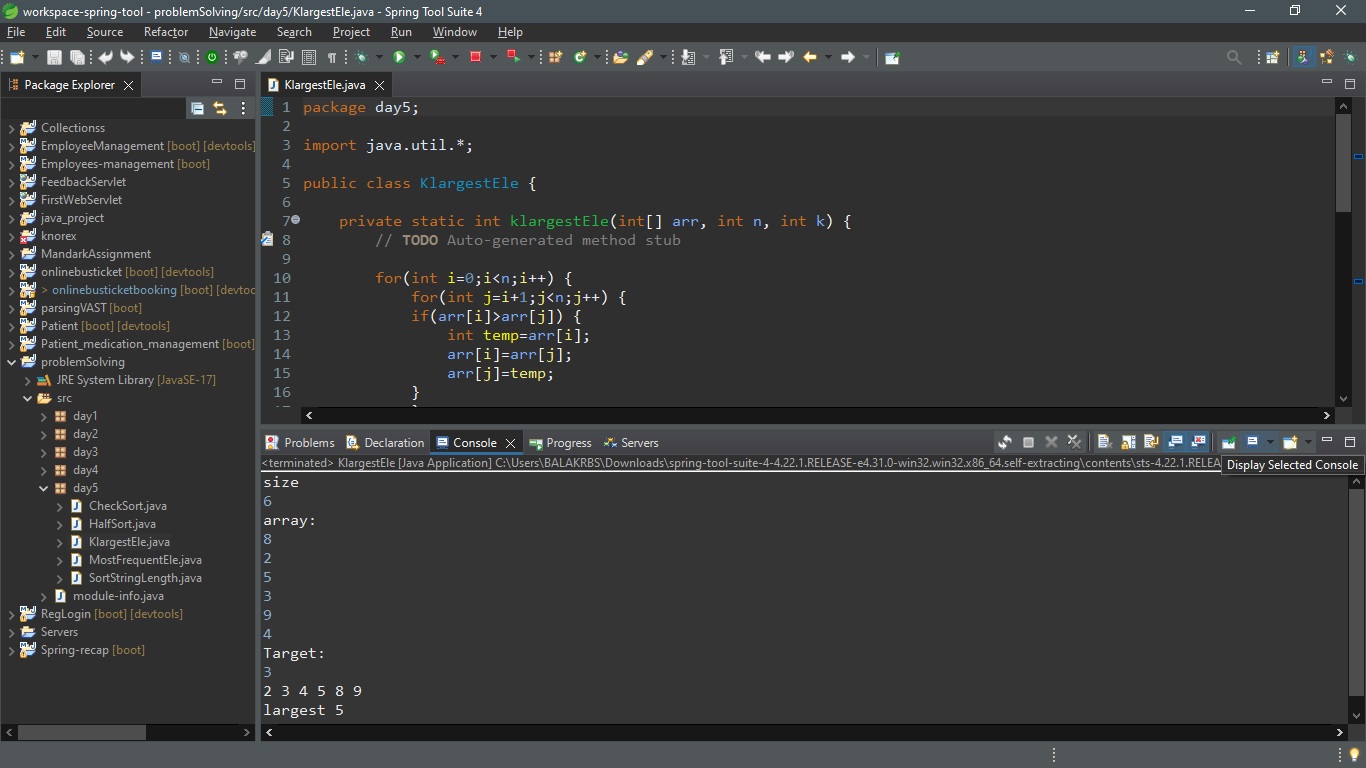 workspace-spring-tool - problemSolving/src/day5/KlargestEle.java - Spring Tool Suite 4
File Edit Source Refactor Navigate Search Project Run Window Help
Package Explorer
Collectionss
EmployeeManagement [boot] [devtools]
Employees-management [boot]
FeedbackServlet
FirstWebServlet
java_project
knorex
MandarkAssignment
onlinebusticket [boot] [devtools]
> onlinebusticketbooking [boot] [devtoc
parsingVAST [boot]
Patient [boot] [devtools]
Patient_medication_management [boot]
problemSolving
JRE System Library [JavaSE-17]
src
day1
day2
day3
day4
day5
CheckSort.java
HalfSort.java
KlargestEle.java
MostFrequentEle.java
SortStringLength.java
module-info.java
RegLogin [boot] [devtools]
Servers
Spring-recap [boot]
KlargestEle.java
1 package day5;
2
3 import java.util.*;
4
5 public class KlargestEle {
6
7 private static int klargestEle(int[] arr, int n, int k) {
8 // TODO Auto-generated method stub
9
10 for(int i=0;i<n;i++) {
11 for(int j=i+1;j<n;j++) {
12 if(arr[i]>arr[j]) {
13 int temp=arr[i];
14 arr[i]=arr[j];
15 arr[j]=temp;
16 }
Problems Declaration Console Progress Servers
<terminated> KlargestEle [Java Application] C:\Users\BALAKRBS\Downloads\spring-tool-suite-4-4.22.1.RELEASE-e4.31.0-win32.win32.x86_64.self-extracting\contents\sts-4.22.1.RELEA
Display Selected Console
size
6
array:
8
2
5
3
9
4
Target:
3
2 3 4 5 8 9
largest 5